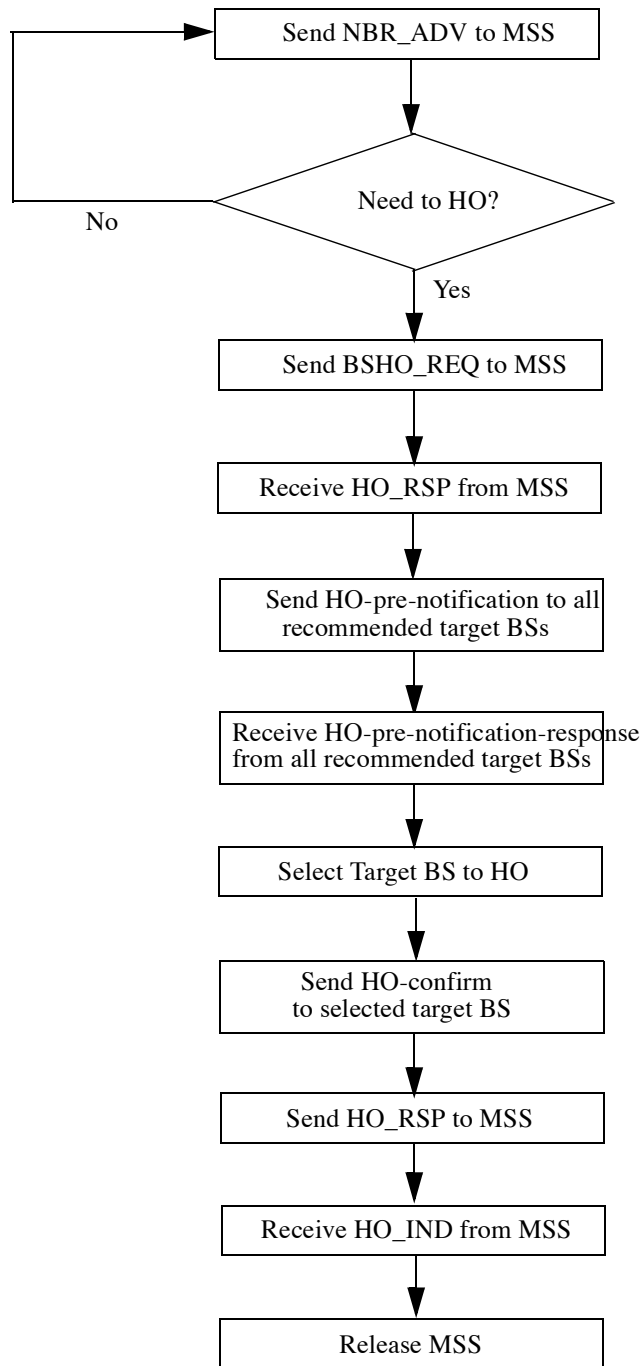 Send NBR_ADV to MSS
Need to HO?
No
Yes
Send BSHO_REQ to MSS
Receive HO_RSP from MSS
Send HO-pre-notification to all
recommended target BSs
Receive HO-pre-notification-response
from all recommended target BSs
Select Target BS to HO
Send HO-confirm
to selected target BS
Send HO_RSP to MSS
Receive HO_IND from MSS
Release MSS